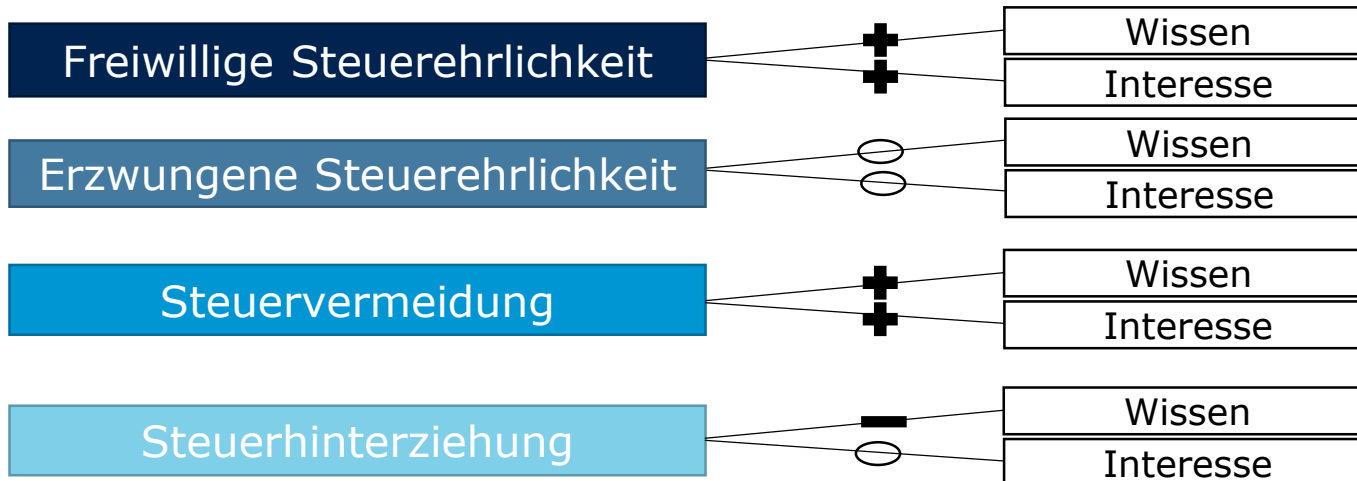 Freiwillige Steuerehrlichkeit
Wissen
Interesse
Erzwungene Steuerehrlichkeit
Wissen
Interesse
Steuervermeidung
Wissen
Interesse
Steuerhinterziehung
Wissen
Interesse